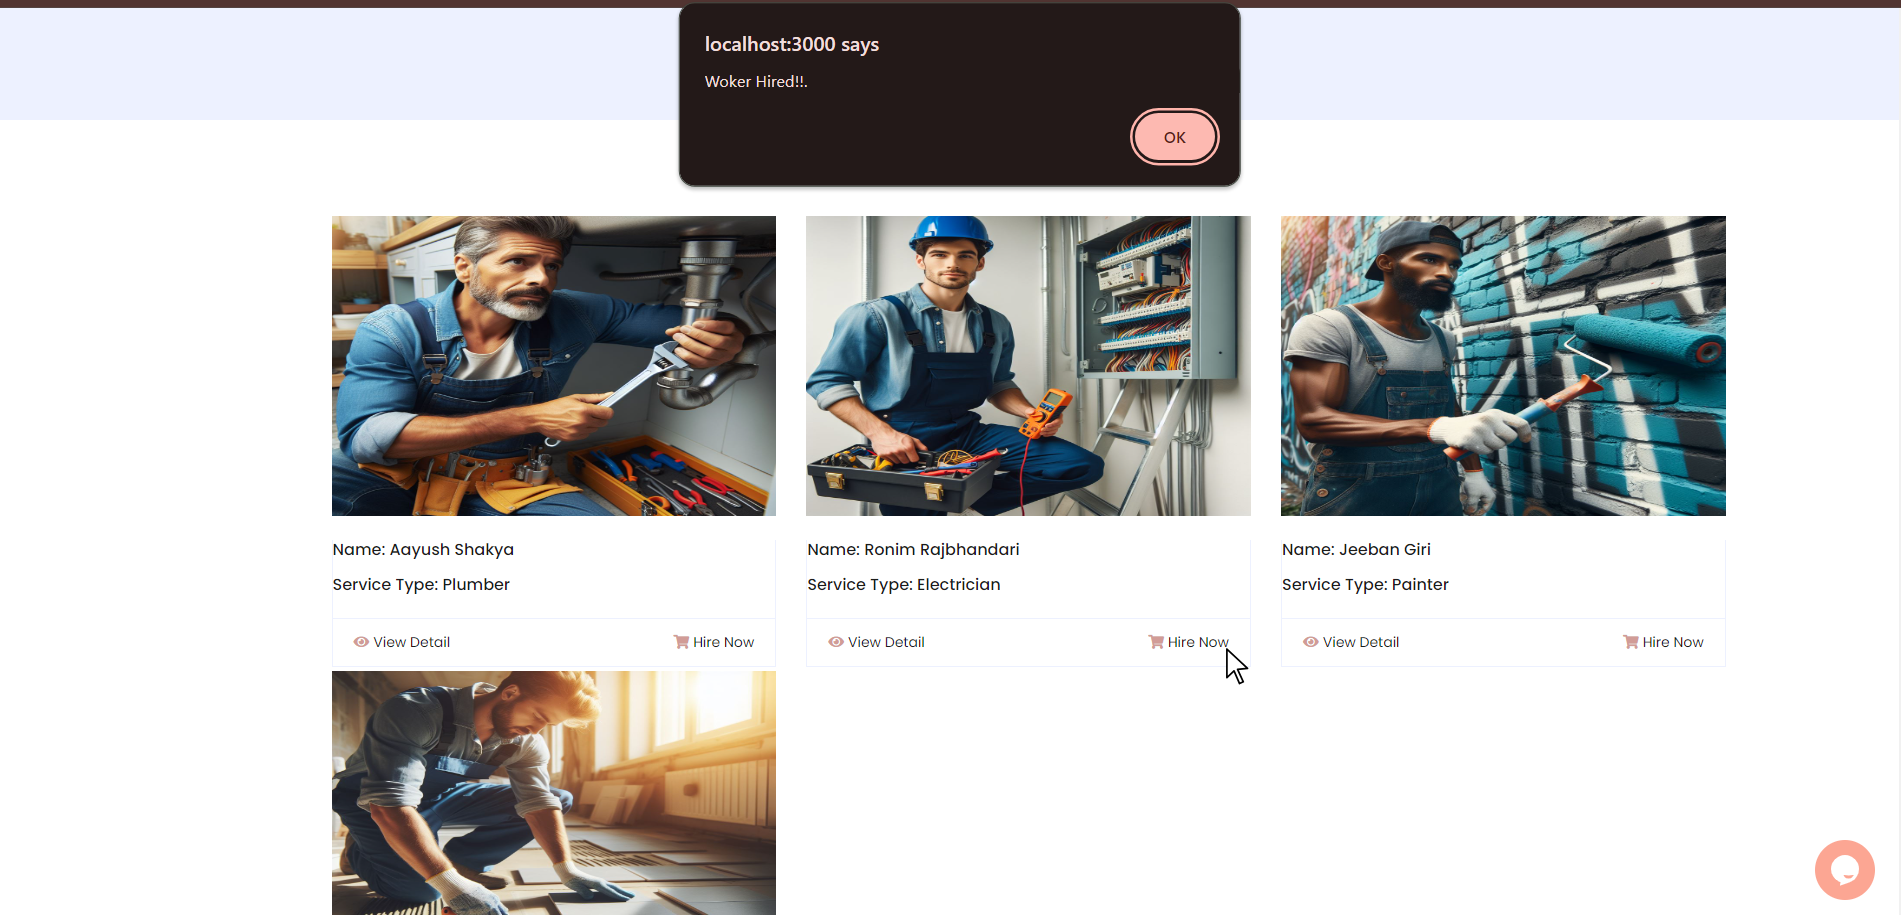 localhost:3000 says
Woker Hired!!.
OK
Name: Aayush Shakya
Service Type: Plumber
View Detail
Hire Now
Name: Ronim Rajbhandari
Service Type: Electrician
View Detail
Hire Now
Name: Jeeban Giri
Service Type: Painter
View Detail
Hire Now